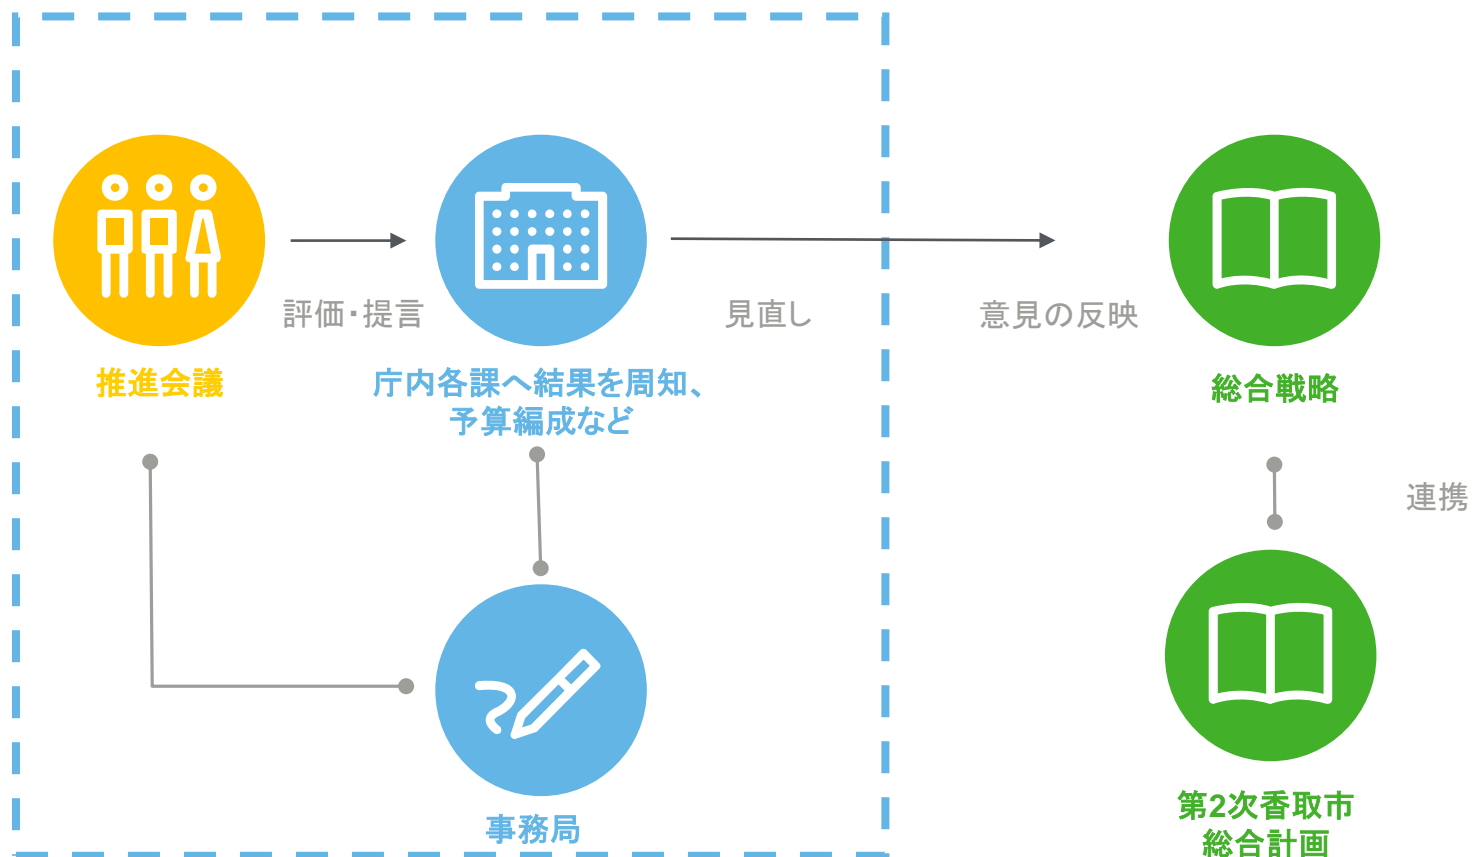 評価・提言
見直し
意見の反映
推進会議
庁内各課へ結果を周知、
予算編成など
総合戦略
連携
事務局
第2次香取市
総合計画